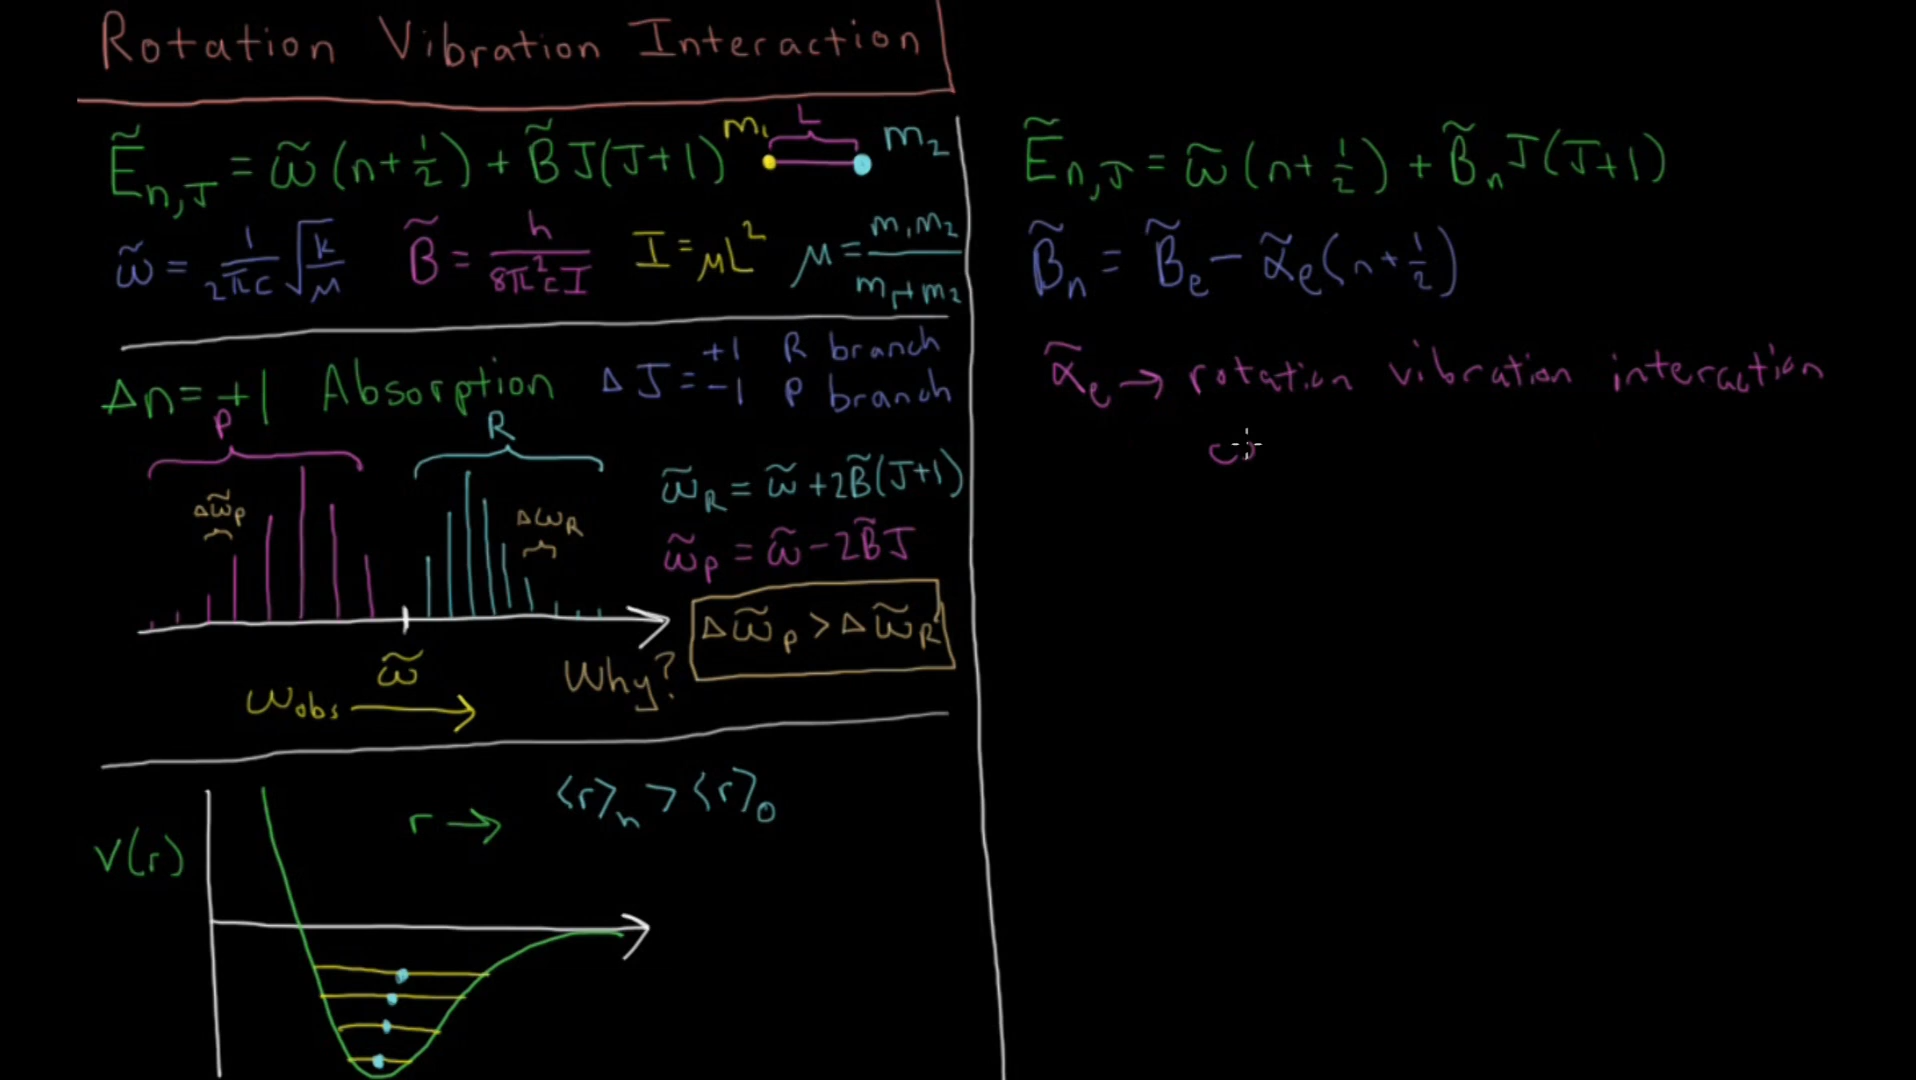 Rotation Vibration Interaction
Ẽn,J = ω̃(n+½) + B̃J(J+1)
m₁ L m₂
ω̃ = 1/(2πc) √(k/μ) B̃ = h/(8π²cI) I = μL² μ = m₁m₂/(m₁+m₂)
Δn = +1 Absorption ΔJ = +1 R branch
-1 P branch
P R
Δω̃P ΔωR
ω̃R = ω̃ + 2B̃(J+1)
ω̃P = ω̃ - 2B̃J
Δω̃P > Δω̃R
ω̃
Why?
ωobs →
V(r)
r →
⟨r⟩n > ⟨r⟩0
Ẽn,J = ω̃(n+½) + B̃nJ(J+1)
B̃n = B̃e - α̃e(n+½)
α̃e → rotation vibration interaction